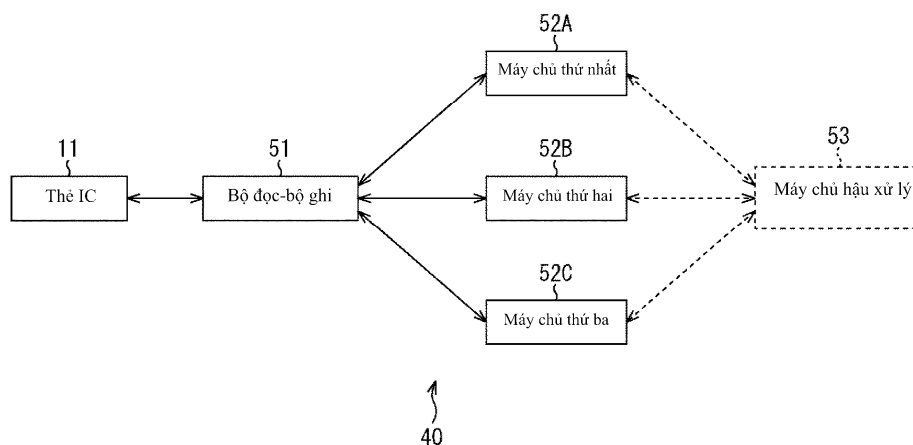 52A
Máy chủ thứ nhất
11
51
52B
53
Thẻ IC
Bộ đọc-bộ ghi
Máy chủ thứ hai
Máy chủ hậu xử lý
52C
Máy chủ thứ ba
40